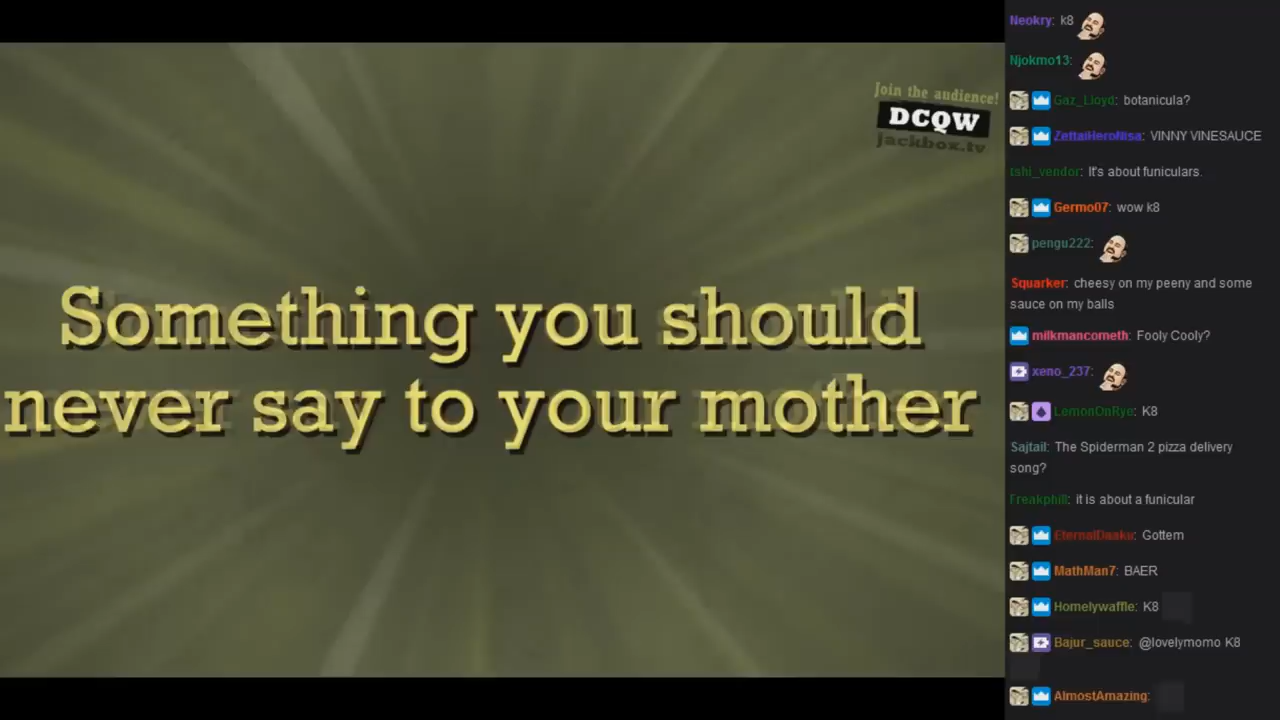 Join the audience!
DCQW
jackbox.tv
Something you should
never say to your mother
Neokry: k8
Njokmo13:
Gaz_Lloyd: botanicula?
ZettaiHeroNisa: VINNY VINESAUCE
tshi_vendor: It's about funiculars.
Germo07: wow k8
pengu222:
Squarker: cheesy on my peeny and some
sauce on my balls
milkmancometh: Fooly Cooly?
xeno_237:
LemonOnRye: K8
Sajtail: The Spiderman 2 pizza delivery
song?
Freakphill: it is about a funicular
EternalDaaku: Gottem
MathMan7: BAER
Homelywaffle: K8
Bajur_sauce: @lovelymomo K8
AlmostAmazing: